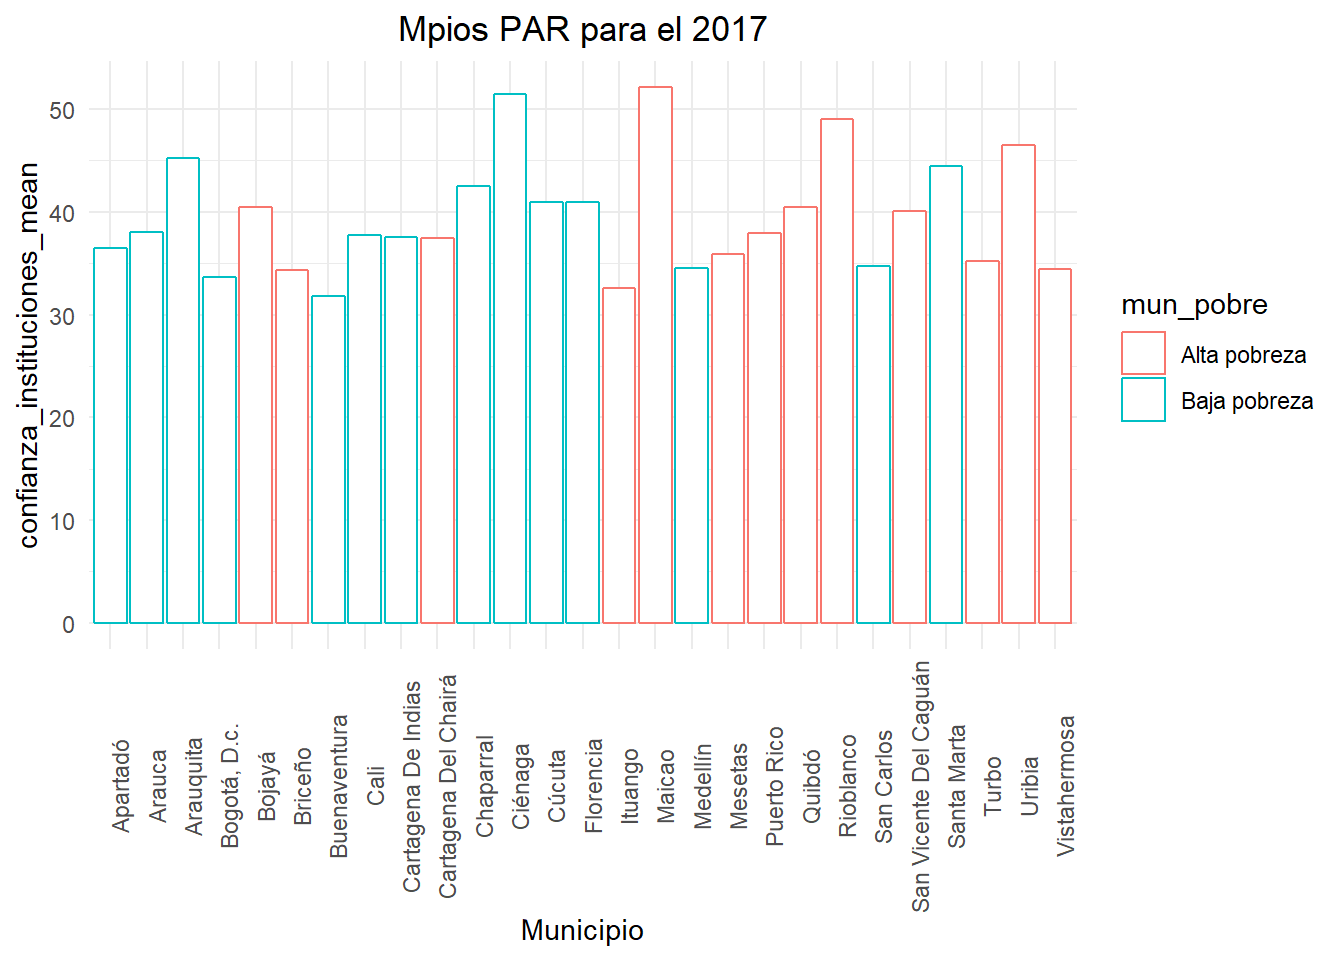 Mpios PAR para el 2017
confianza_instituciones_mean
50
40
30
20
10
0
Apartadó
Arauca
Arauquita
Bogotá, D.c.
Bojayá
Briceño
Buenaventura
Cali
Cartagena De Indias
Cartagena Del Chairá
Chaparral
Ciénaga
Cúcuta
Florencia
Ituango
Maicao
Medellín
Mesetas
Puerto Rico
Quibdó
Rioblanco
San Carlos
San Vicente Del Caguán
Santa Marta
Turbo
Uribia
Vistahermosa
Municipio
mun_pobre
Alta pobreza
Baja pobreza